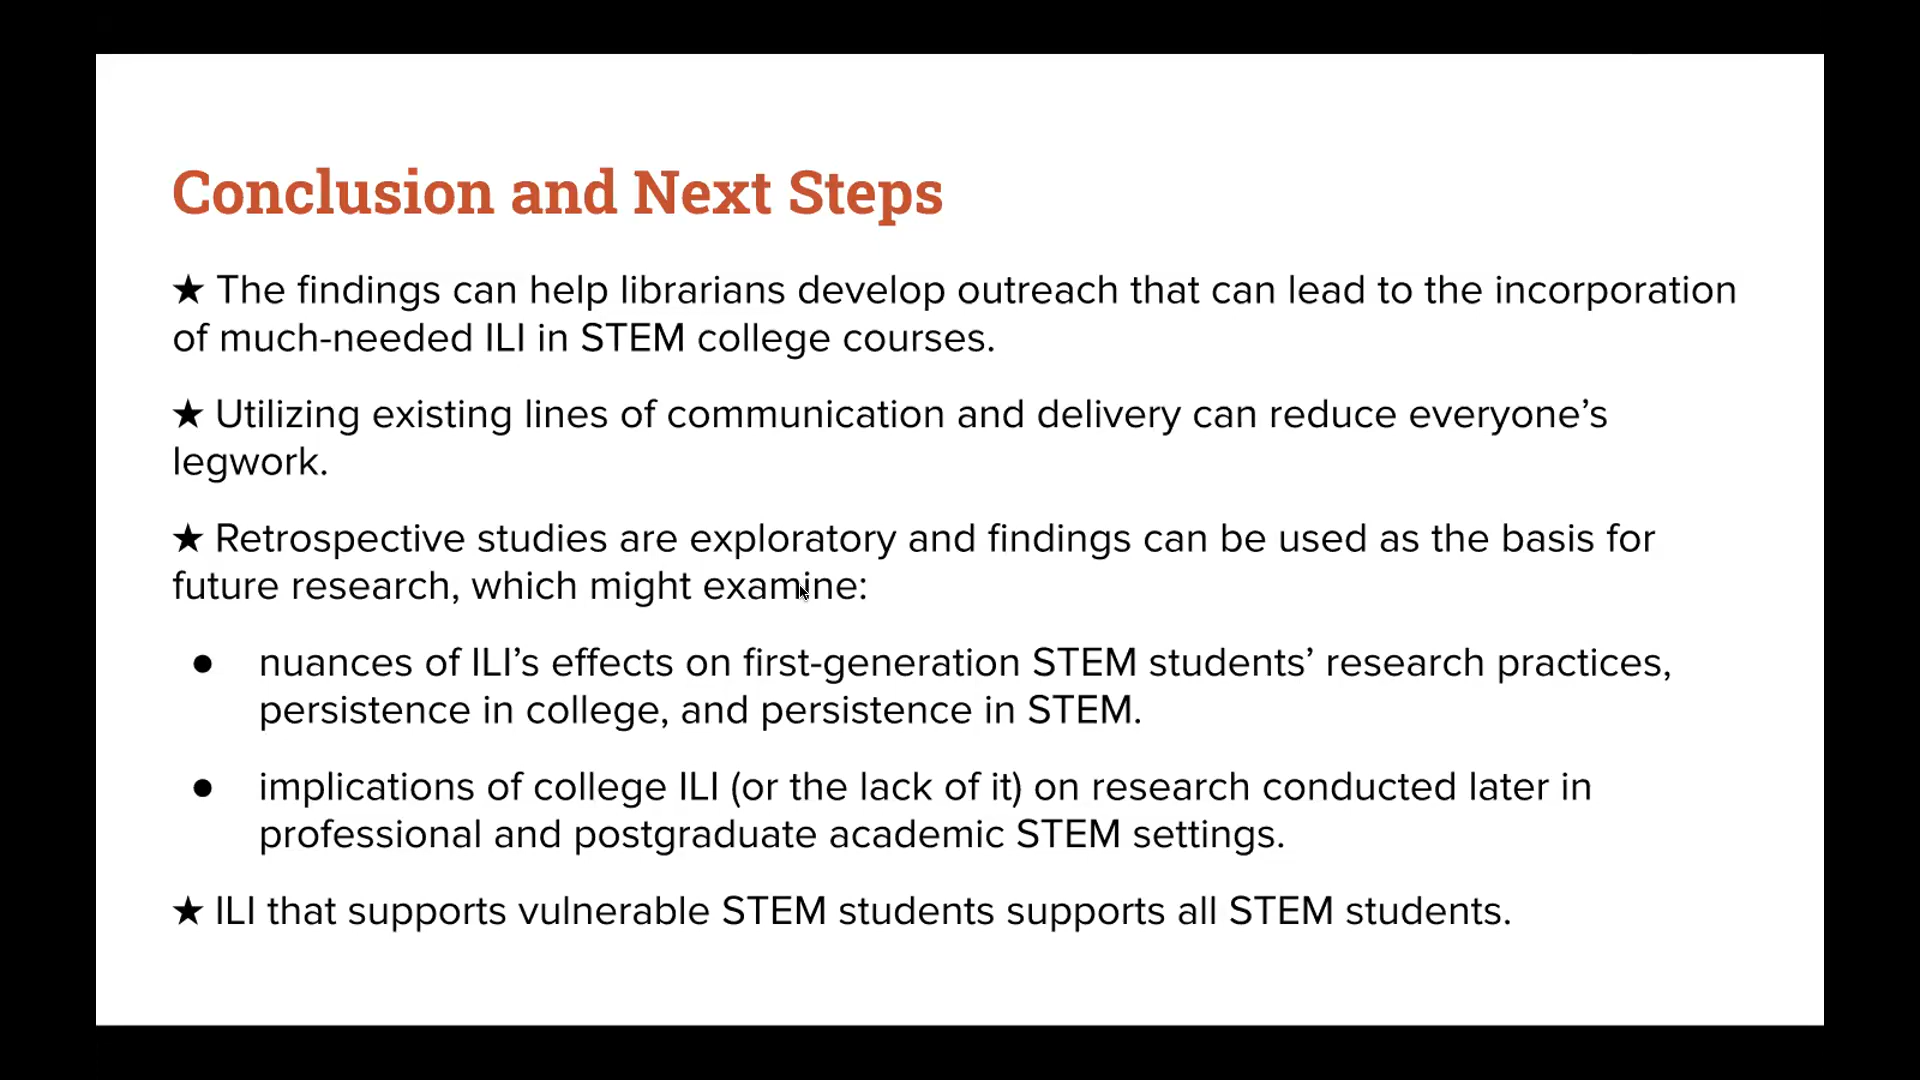 Conclusion and Next Steps
★ The findings can help librarians develop outreach that can lead to the incorporation
of much-needed ILI in STEM college courses.
★ Utilizing existing lines of communication and delivery can reduce everyone’s
legwork.
★ Retrospective studies are exploratory and findings can be used as the basis for
future research, which might examine:
● nuances of ILI’s effects on first-generation STEM students’ research practices,
persistence in college, and persistence in STEM.
● implications of college ILI (or the lack of it) on research conducted later in
professional and postgraduate academic STEM settings.
★ ILI that supports vulnerable STEM students supports all STEM students.